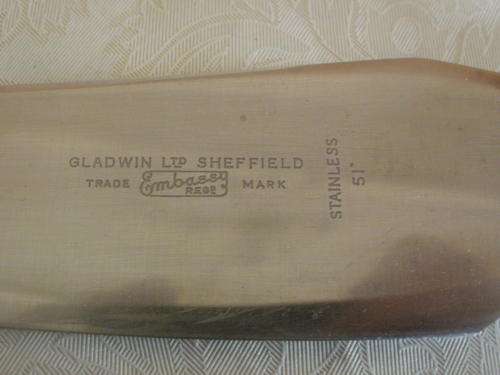 GLADWIN LTD SHEFFIELD
TRADE Embassy MARK
REGD
STAINLESS
51°